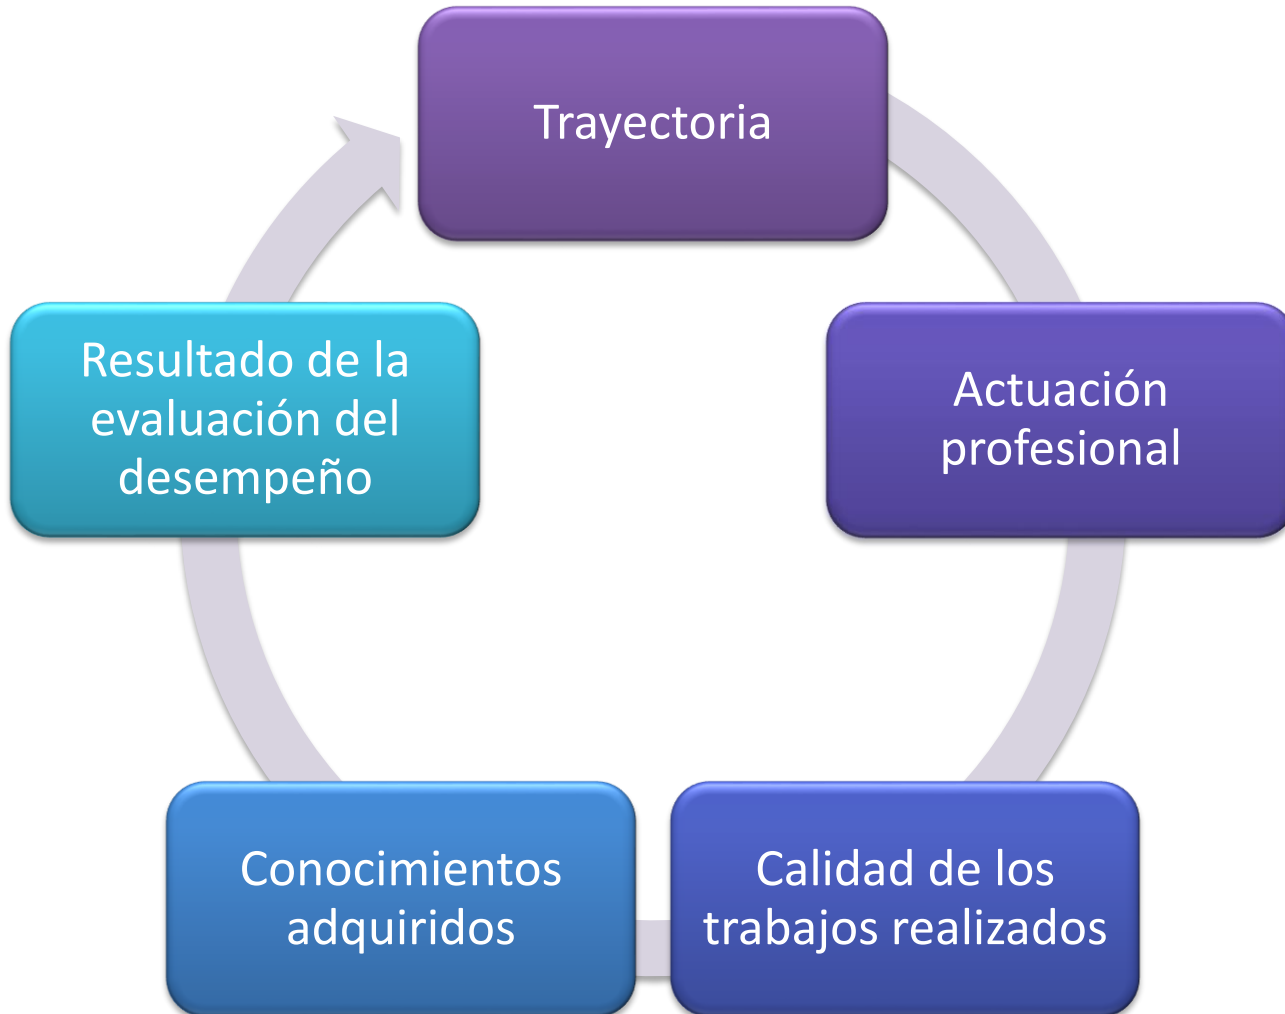 Trayectoria
Actuación
profesional
Calidad de los
trabajos realizados
Conocimientos
adquiridos
Resultado de la
evaluación del
desempeño